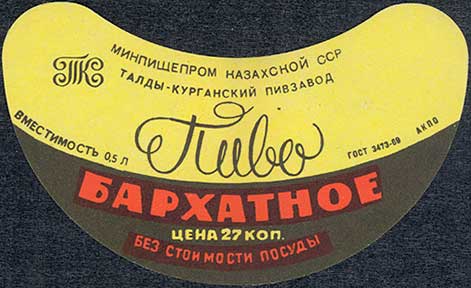 ТК
МИНПИЩЕПРОМ КАЗАХСКОЙ ССР
ТАЛДЫ-КУРГАНСКИЙ ПИВЗАВОД
Пиво
ВМЕСТИМОСТЬ 0,5 Л
ГОСТ 3473-69 АКПО
БАРХАТНОЕ
ЦЕНА 27 КОП.
БЕЗ СТОИМОСТИ ПОСУДЫ